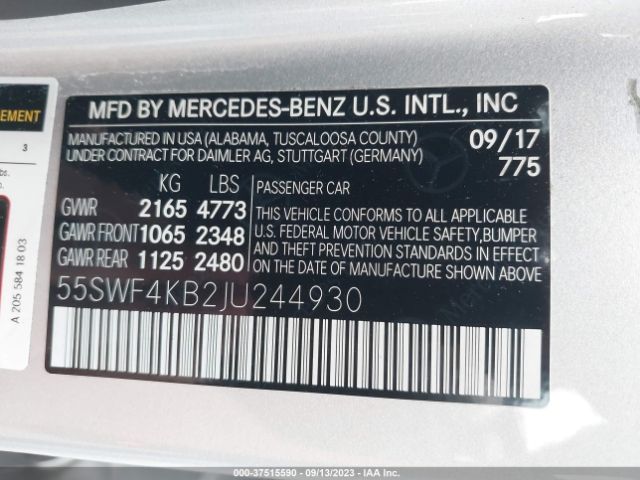 EMENT
3
A 205 584 18 03
MFD BY MERCEDES-BENZ U.S. INTL., INC
MANUFACTURED IN USA (ALABAMA, TUSCALOOSA COUNTY) 09/17
UNDER CONTRACT FOR DAIMLER AG, STUTTGART (GERMANY) 775
KG LBS PASSENGER CAR
GVWR 2165 4773
GAWR FRONT 1065 2348
GAWR REAR 1125 2480
THIS VEHICLE CONFORMS TO ALL APPLICABLE
U.S. FEDERAL MOTOR VEHICLE SAFETY, BUMPER
AND THEFT PREVENTION STANDARDS IN EFFECT
ON THE DATE OF MANUFACTURE SHOWN ABOVE
55SWF4KB2JU244930
000-37515590 - 09/13/2023 - IAA Inc.